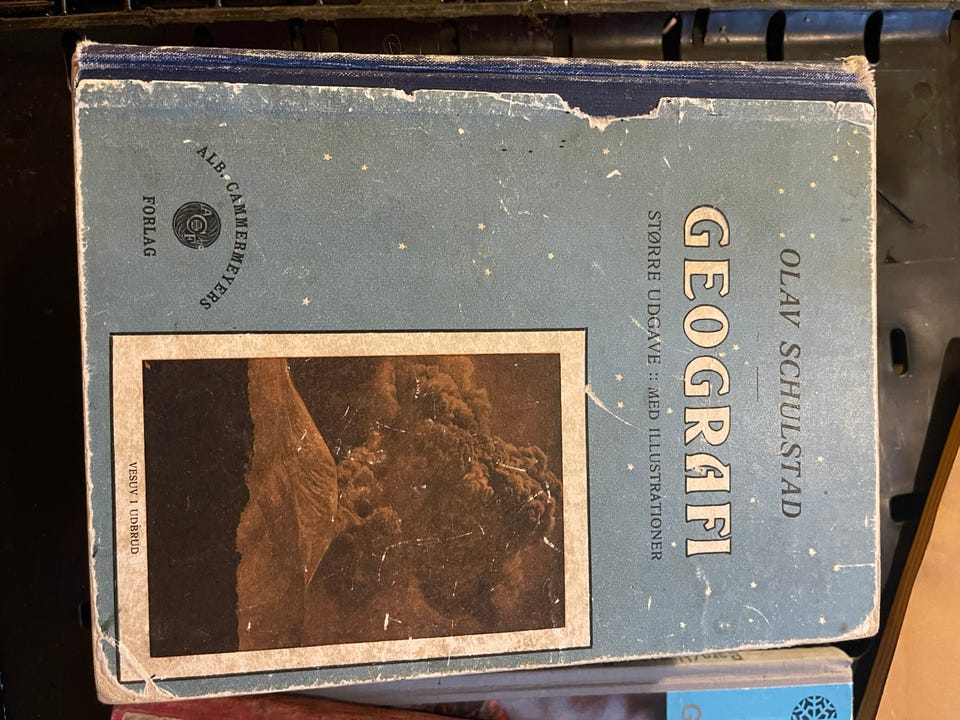 OLAV SCHULSTAD
GEOGRAFI
STØRRE UDGAVE :: MED ILLUSTRATIONER
VESUV I UDBRUD
ALB. CAMMERMEYERS
FORLAG